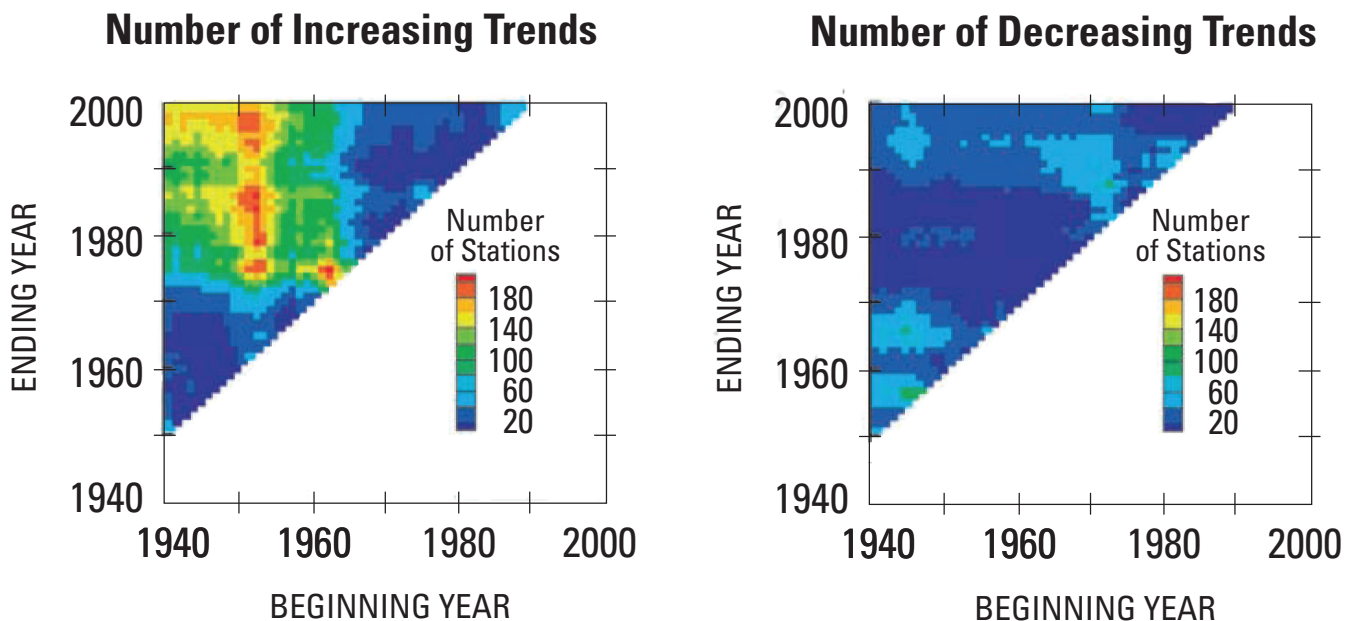 Number of Increasing Trends
2000
1980
1960
1940
ENDING YEAR
Number
of Stations
180
140
100
60
20
1940 1960 1980 2000
BEGINNING YEAR
Number of Decreasing Trends
2000
1980
1960
1940
ENDING YEAR
Number
of Stations
180
140
100
60
20
1940 1960 1980 2000
BEGINNING YEAR